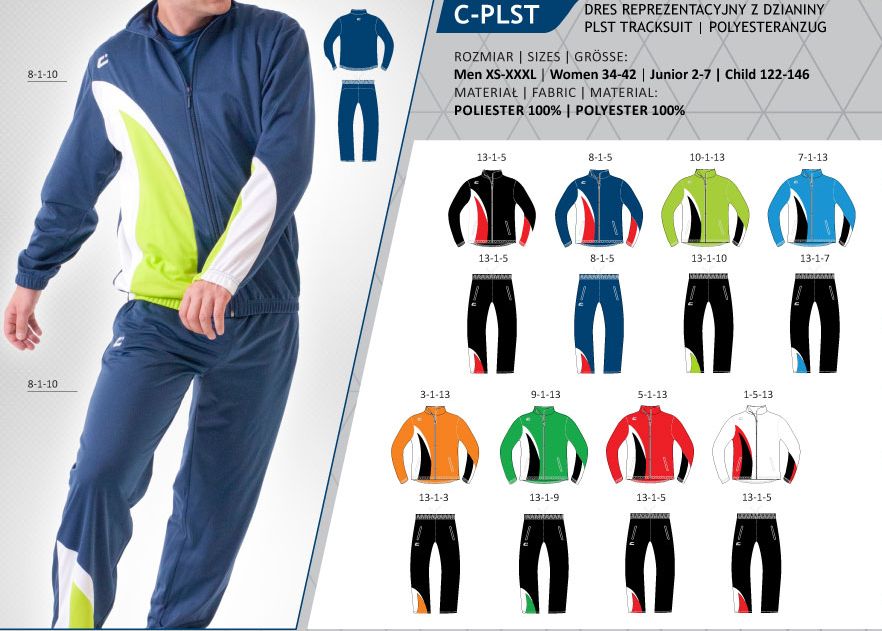 C-PLST
DRES REPREZENTACYJNY Z DZIANINY
PLST TRACKSUIT | POLYESTERANZUG
ROZMIAR | SIZES | GRÖSSE:
Men XS-XXXL | Women 34-42 | Junior 2-7 | Child 122-146
MATERIAŁ | FABRIC | MATERIAL:
POLIESTER 100% | POLYESTER 100%
8-1-10
8-1-10
13-1-5 8-1-5 10-1-13 7-1-13
13-1-5 8-1-5 13-1-10 13-1-7
3-1-13 9-1-13 5-1-13 1-5-13
13-1-3 13-1-9 13-1-5 13-1-5